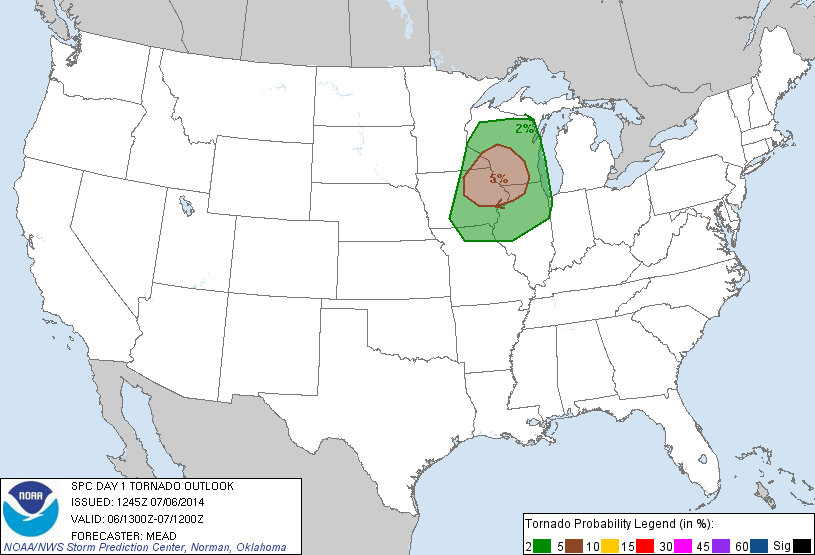 2%
5%
NOAA
SPC DAY 1 TORNADO OUTLOOK
ISSUED: 1245Z 07/06/2014
VALID: 06/1300Z-07/1200Z
FORECASTER: MEAD
NOAA/NWS Storm Prediction Center, Norman, Oklahoma
Tornado Probability Legend (in %):
2 5 10 15 30 45 60 Sig